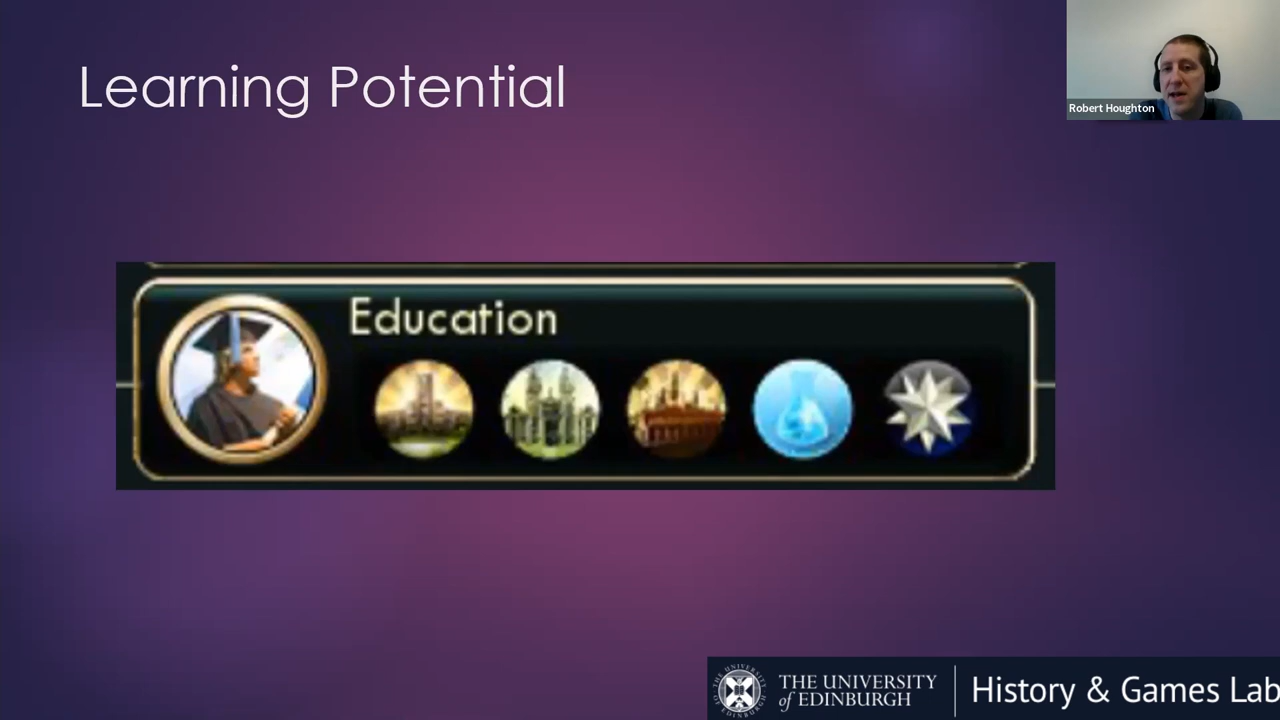 Learning Potential
Robert Houghton
Education
THE UNIVERSITY
of EDINBURGH
History & Games Lab